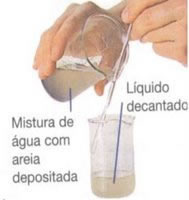 Líquido
decantado
Mistura de
água com
areia
depositada